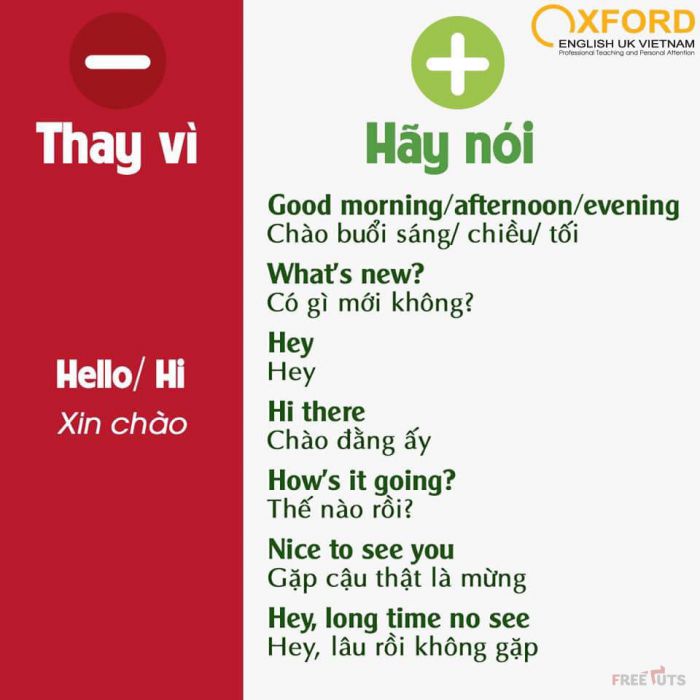 OXFORD
ENGLISH UK VIETNAM
Professional Teaching and Personal Attention
Thay vì
Hãy nói
Hello/ Hi
Xin chào
Good morning/afternoon/evening
Chào buổi sáng/ chiều/ tối
What's new?
Có gì mới không?
Hey
Hey
Hi there
Chào đằng ấy
How's it going?
Thế nào rồi?
Nice to see you
Gặp cậu thật là mừng
Hey, long time no see
Hey, lâu rồi không gặp
FREETUTS